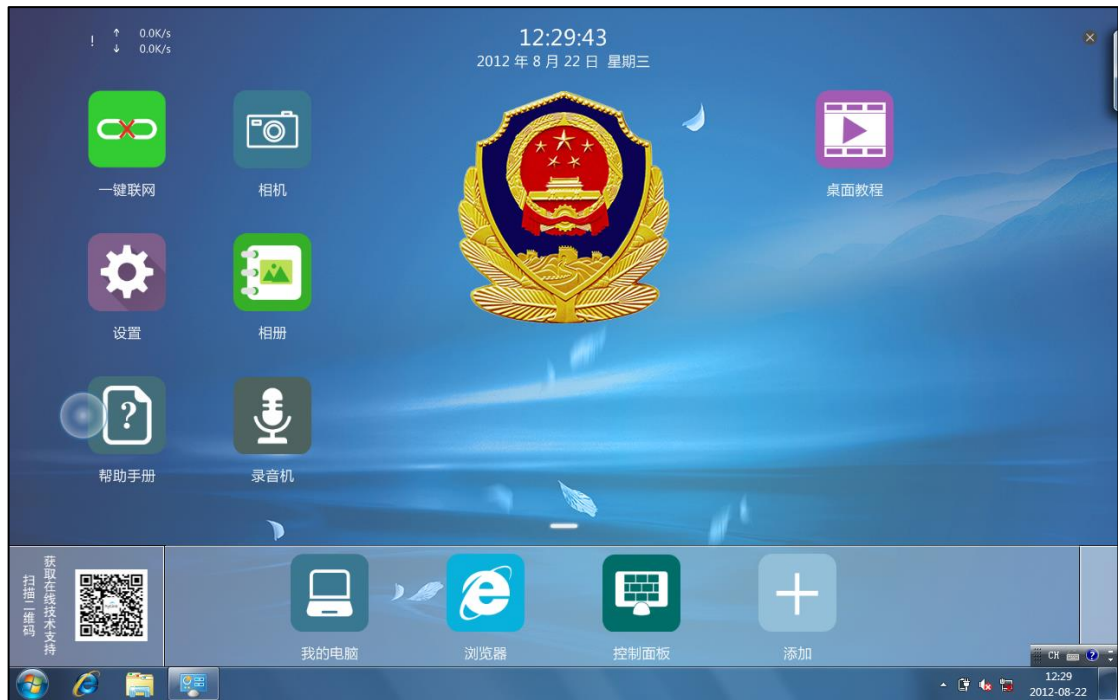 ! ↑ 0.0K/s
↓ 0.0K/s
12:29:43
2012 年 8 月 22 日 星期三
一键联网
相机
桌面教程
设置
相册
帮助手册
录音机
获取在线技术支持
扫描二维码
我的电脑
浏览器
控制面板
添加
CH
12:29
2012-08-22